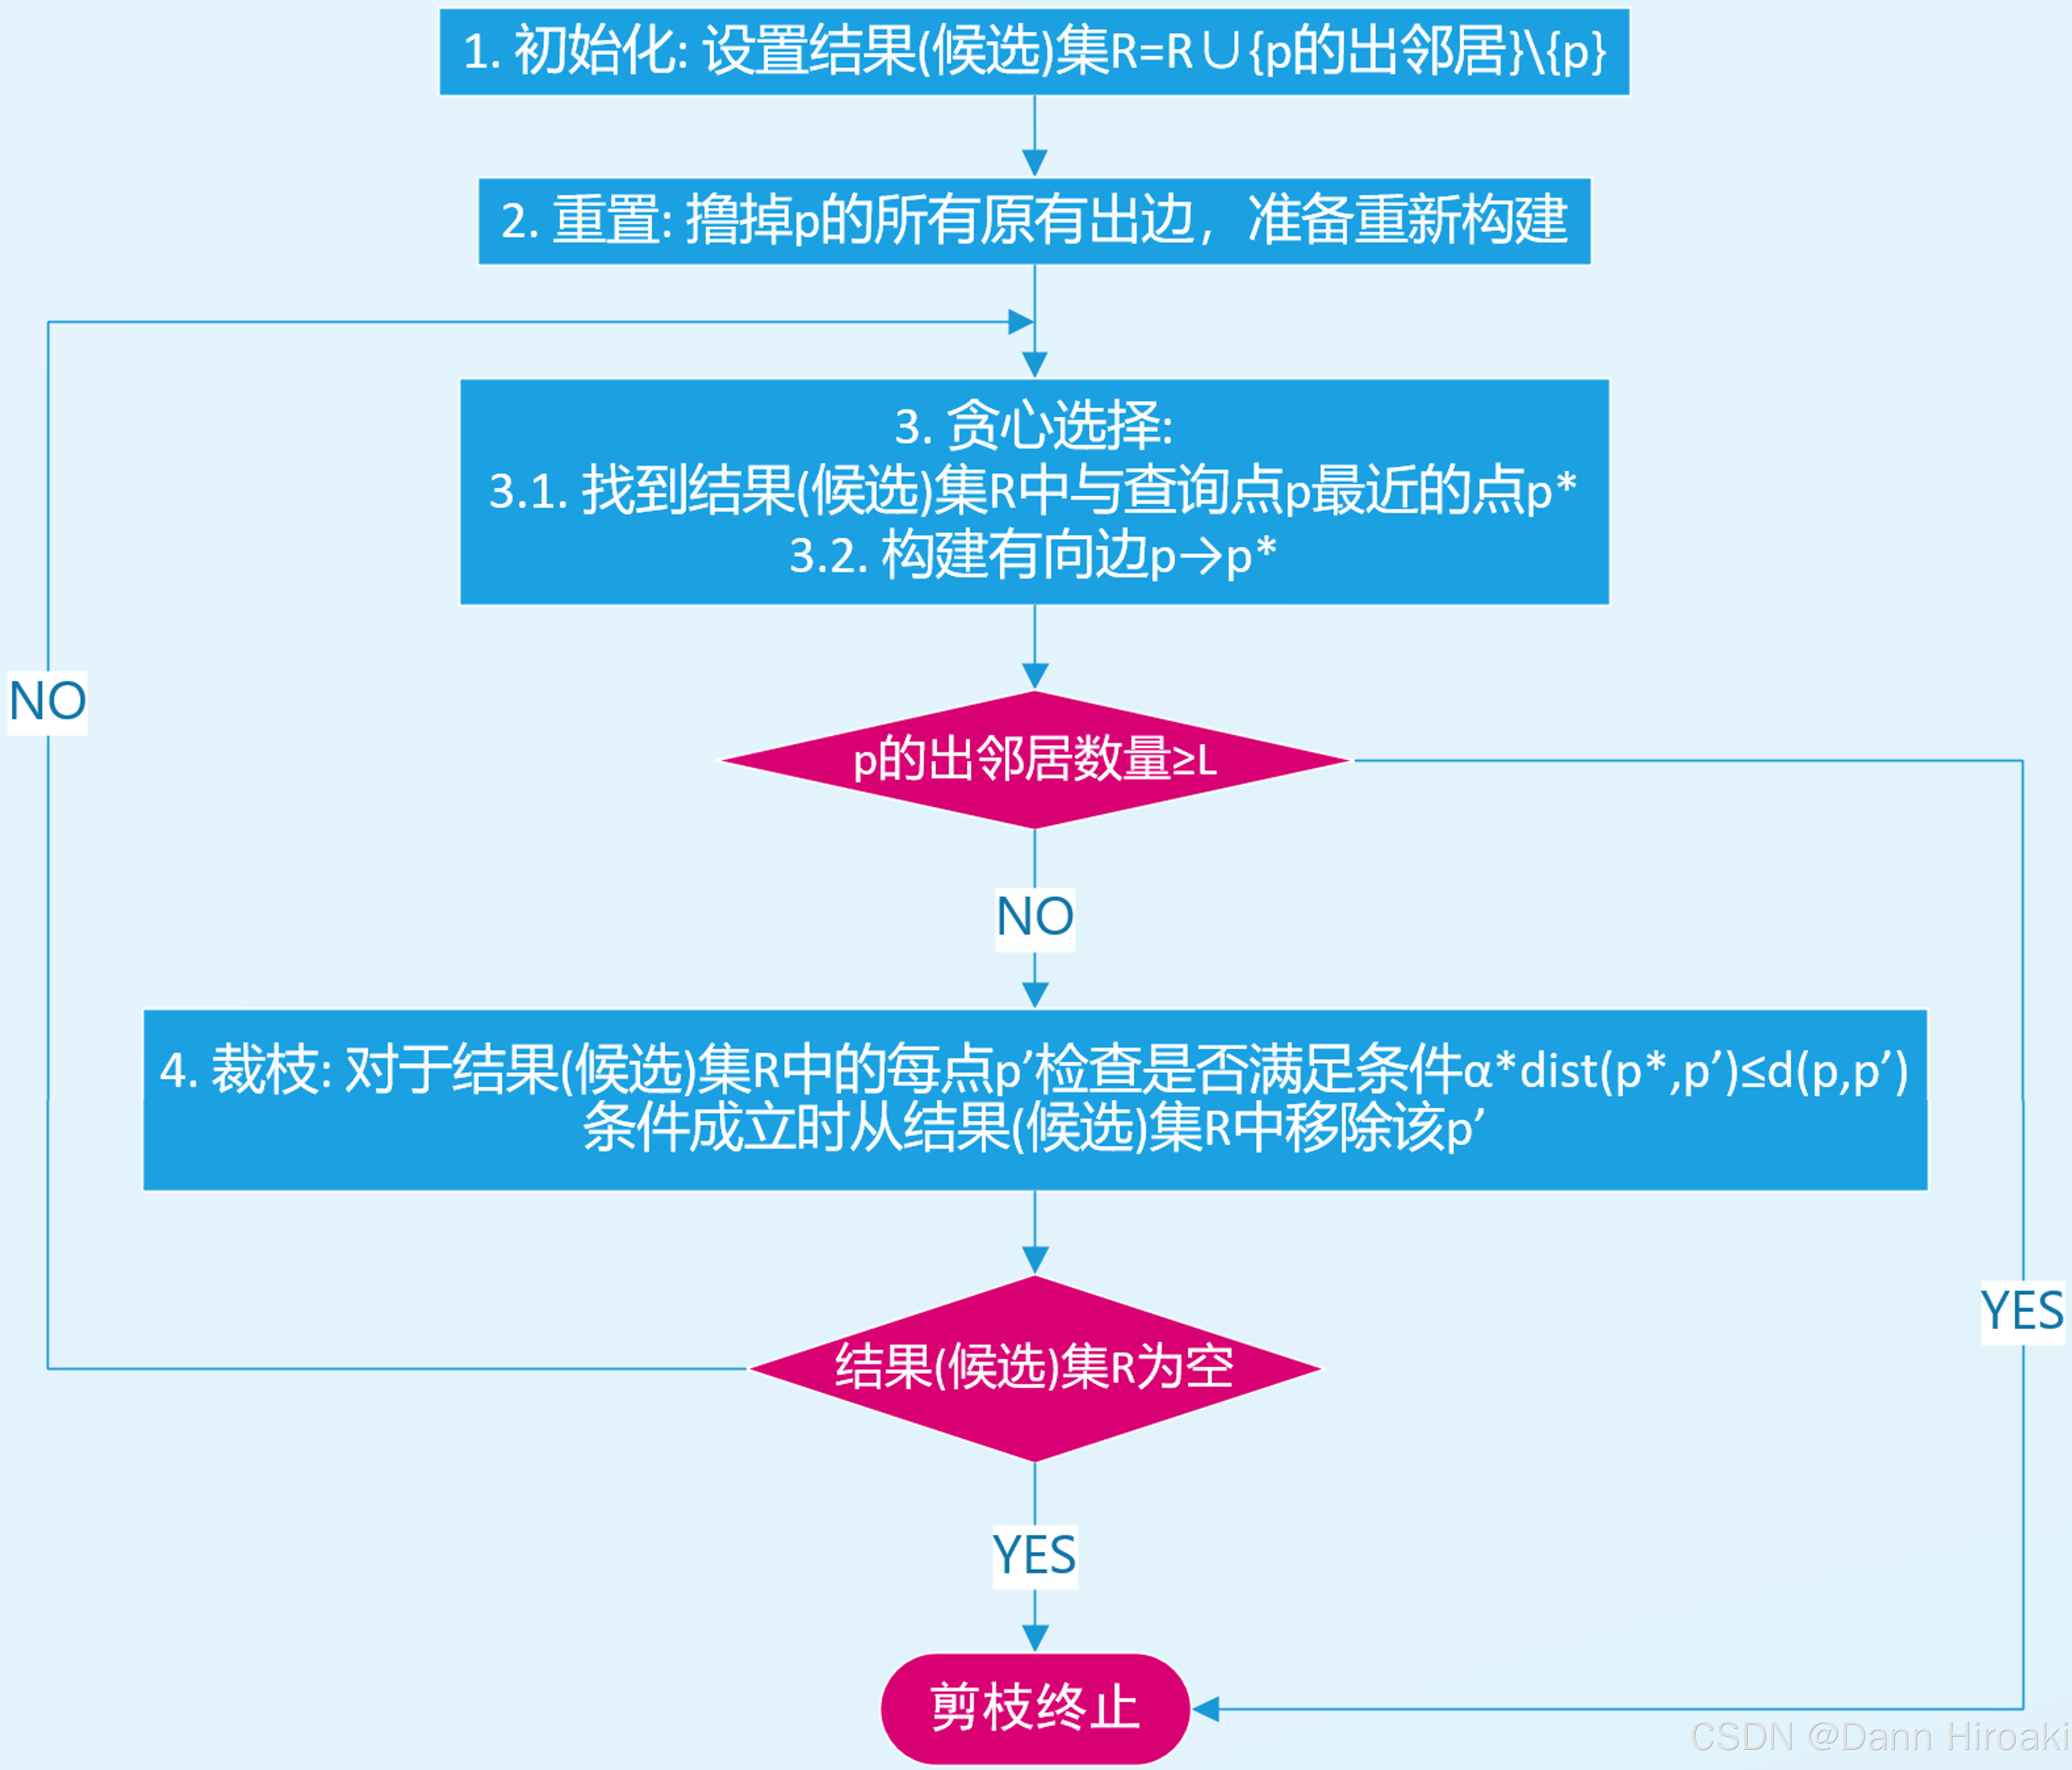 1. 初始化: 设置结果(候选)集R=R∪{p的出邻居}\{p}
2. 重置: 撸掉p的所有原有出边，准备重新构建
3. 贪心选择:
3.1. 找到结果(候选)集R中与查询点p最近的点p*
3.2. 构建有向边p→p*
NO
p的出邻居数量≥L
NO
4. 裁枝: 对于结果(候选)集R中的每点p′检查是否满足条件α*dist(p*,p′)≤d(p,p′)
条件成立时从结果(候选)集R中移除该p′
YES
结果(候选)集R为空
YES
剪枝终止
CSDN @Dann Hiroaki